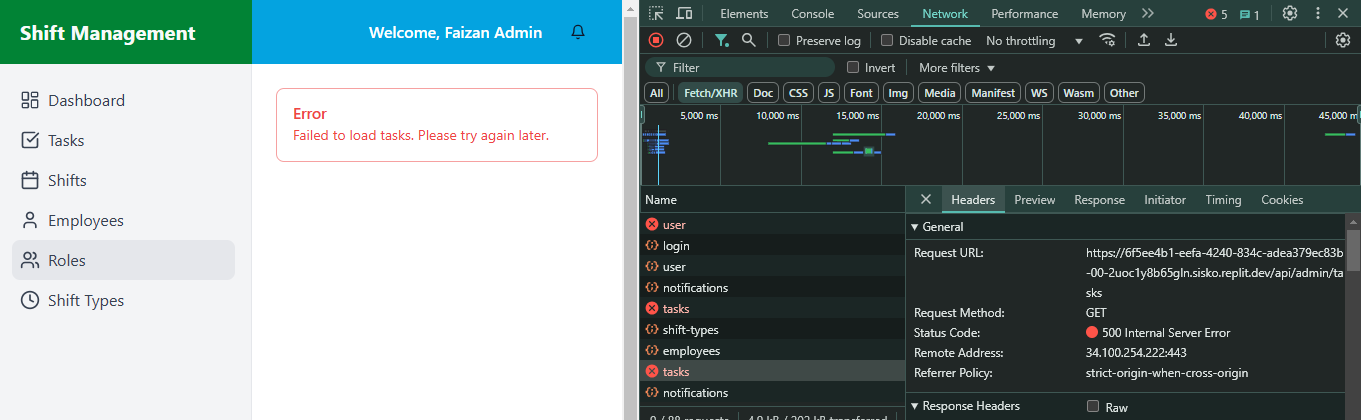 Shift Management
Welcome, Faizan Admin
Dashboard
Tasks
Shifts
Employees
Roles
Shift Types
Error
Failed to load tasks. Please try again later.
Elements Console Sources Network Performance Memory 5 1
Preserve log Disable cache No throttling
Filter Invert More filters
All Fetch/XHR Doc CSS JS Font Img Media Manifest WS Wasm Other
5,000 ms 10,000 ms 15,000 ms 20,000 ms 25,000 ms 30,000 ms 35,000 ms 40,000 ms 45,000 m
Name
user
login
user
notifications
tasks
shift-types
employees
tasks
notifications
Headers Preview Response Initiator Timing Cookies
General
Request URL: https://6f5ee4b1-eefa-4240-834c-adea379ec83b
-00-2uoc1y8b65gln.sisko.replit.dev/api/admin/ta
sks
Request Method: GET
Status Code: 500 Internal Server Error
Remote Address: 34.100.254.222:443
Referrer Policy: strict-origin-when-cross-origin
Response Headers Raw